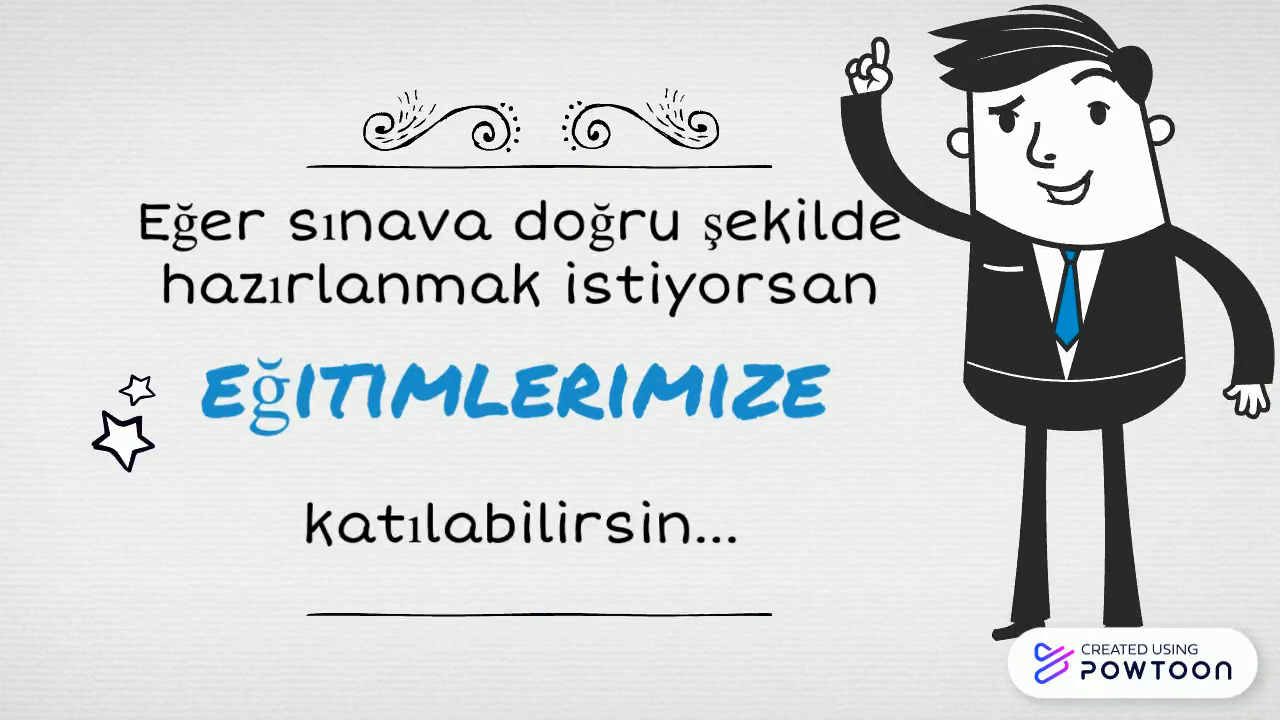 Eğer sınava doğru şekilde
hazırlanmak istiyorsan
EğITIMLERIMIZE
katılabilirsin...
CREATED USING
POWTOON